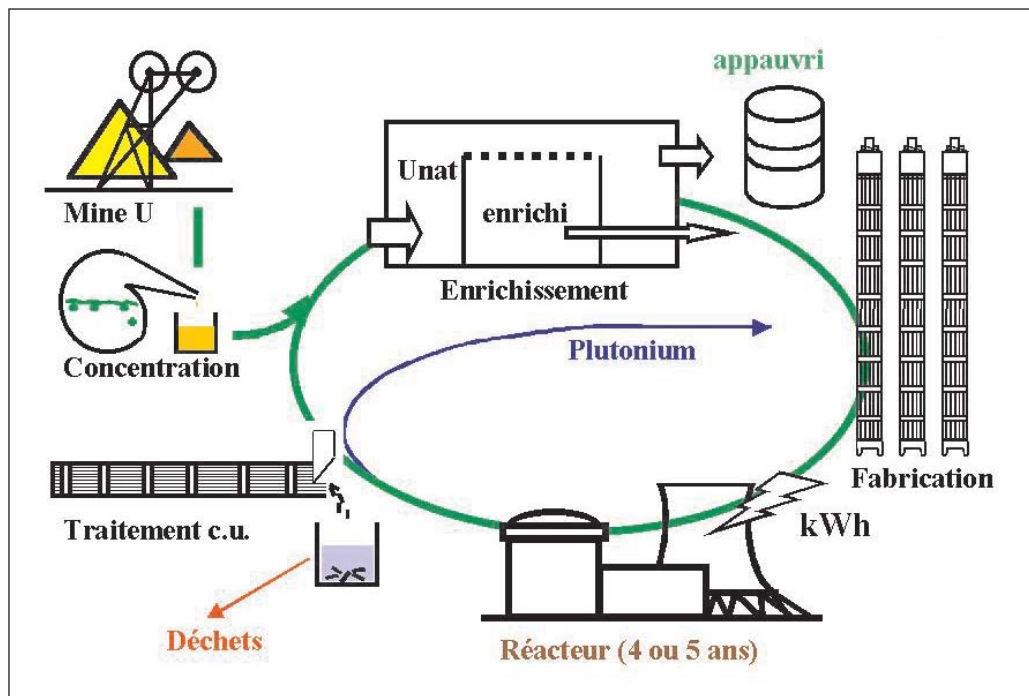 appauvri
Unat
enrichi
Mine U
Enrichissement
Concentration
Plutonium
Fabrication
kWh
Traitement c.u.
Déchets
Réacteur (4 ou 5 ans)